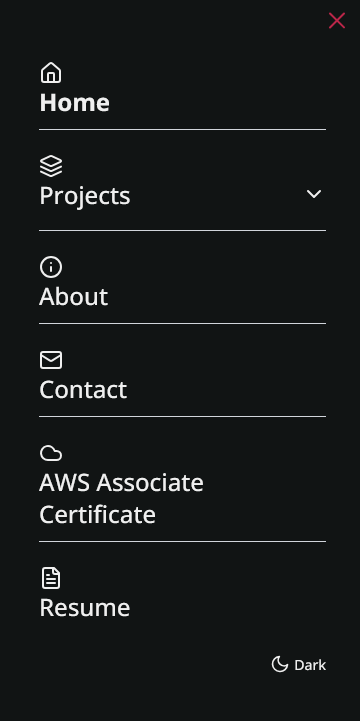 Home
Projects
About
Contact
AWS Associate
Certificate
Resume
Dark